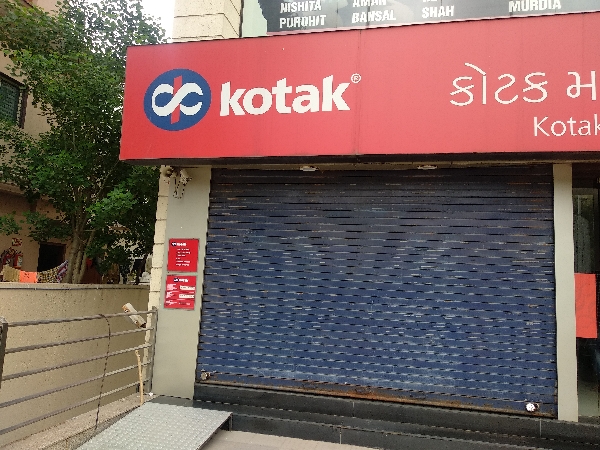 NISHITA
PUROHIT
AMAN
BANSAL
SHAH
MURDIA
kotak®
કોટક મ
Kotak